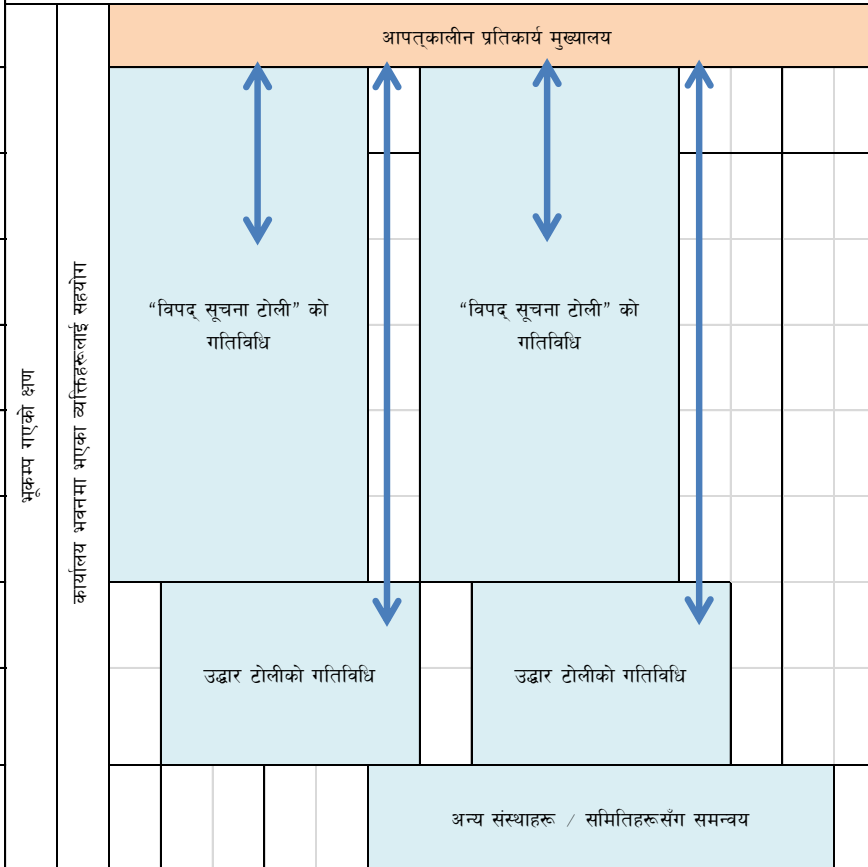 आपत्कालीन प्रतिकार्य मुख्यालय
भूकम्प गएको क्षण
कार्यालय भवनमा भएका व्यक्तिहरूलाई सहयोग
“विपद् सूचना टोली” को
गतिविधि
“विपद् सूचना टोली” को
गतिविधि
उद्धार टोलीको गतिविधि
उद्धार टोलीको गतिविधि
अन्य संस्थाहरू / समितिहरूसँग समन्वय